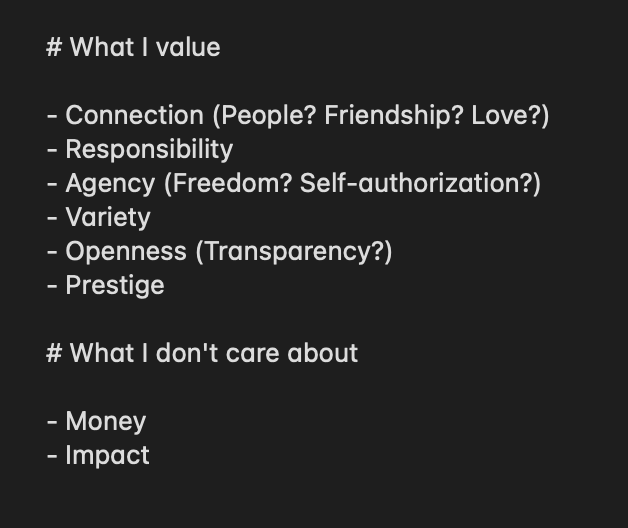 # What I value
- Connection (People? Friendship? Love?)
- Responsibility
- Agency (Freedom? Self-authorization?)
- Variety
- Openness (Transparency?)
- Prestige
# What I don't care about
- Money
- Impact